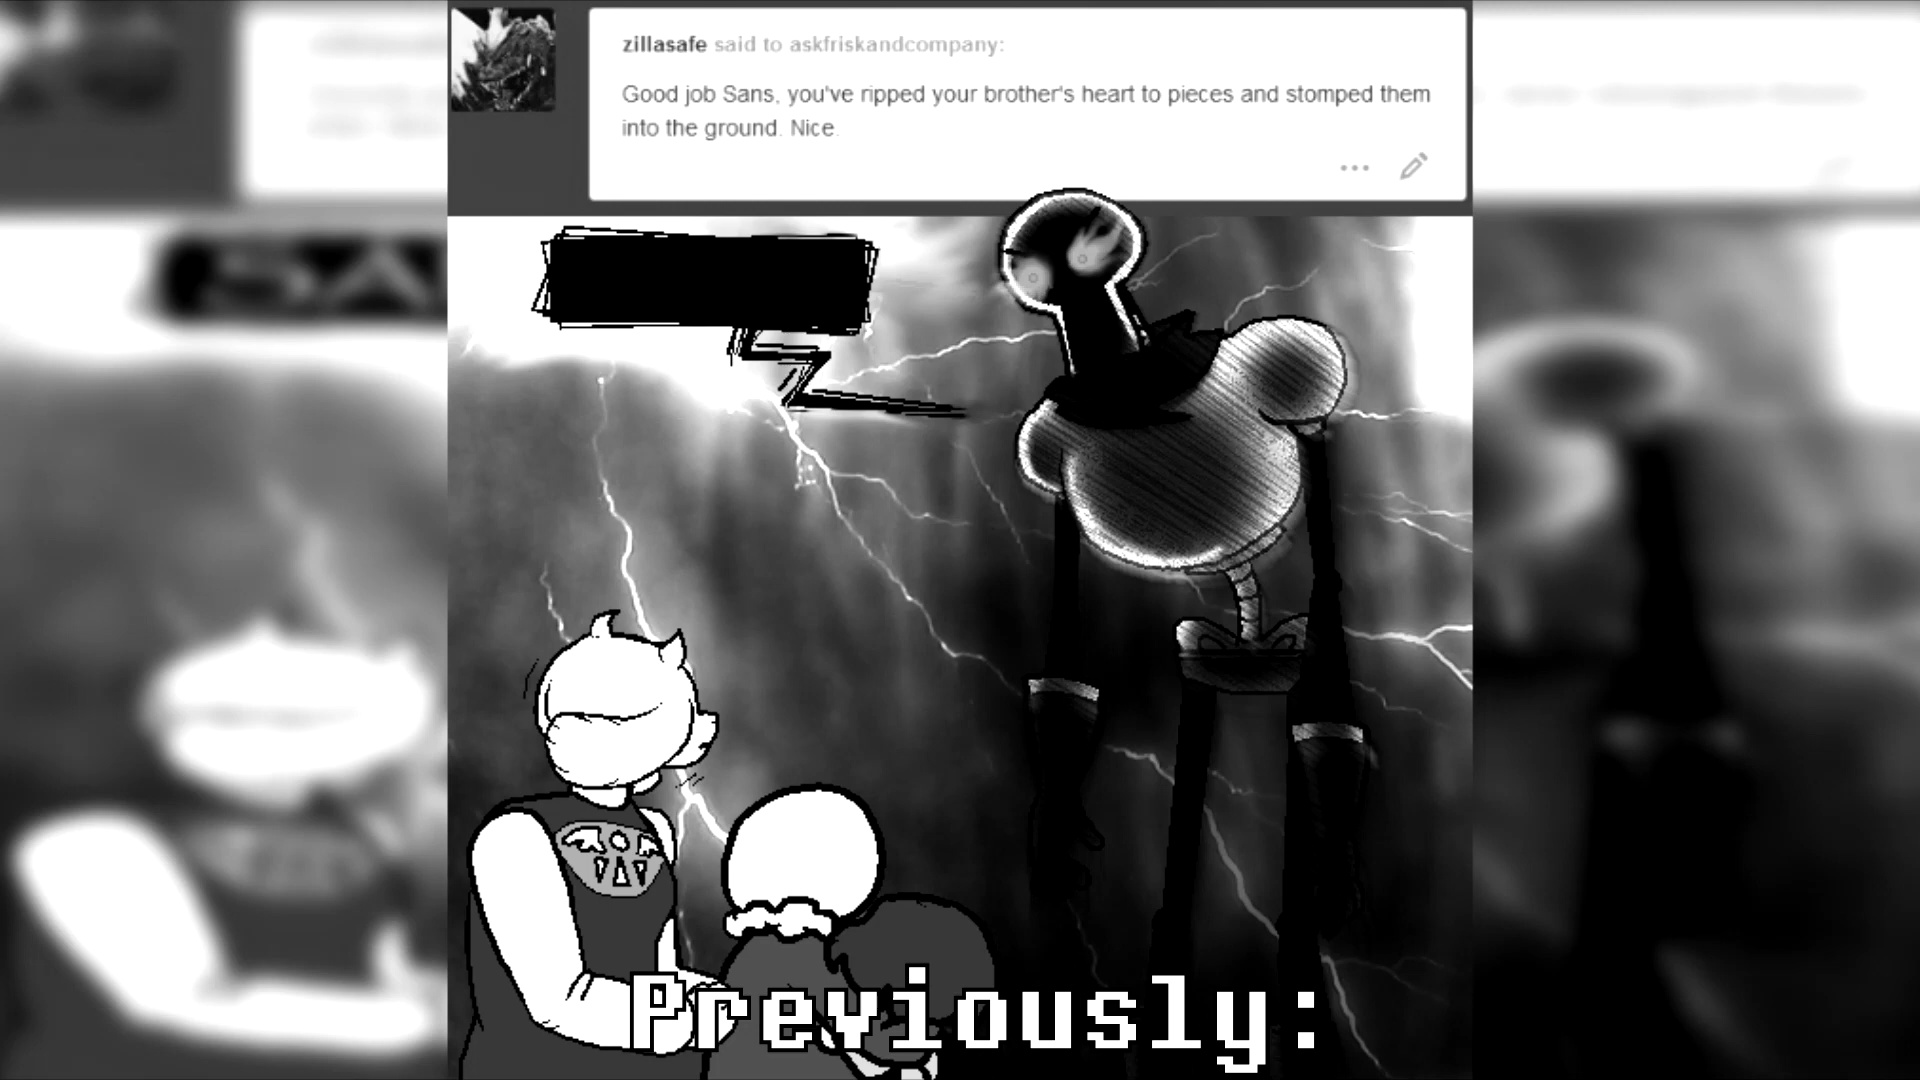 zillasafe said to askfriskandcompany:
Good job Sans, you've ripped your brother's heart to pieces and stomped them
into the ground. Nice.
Previously: